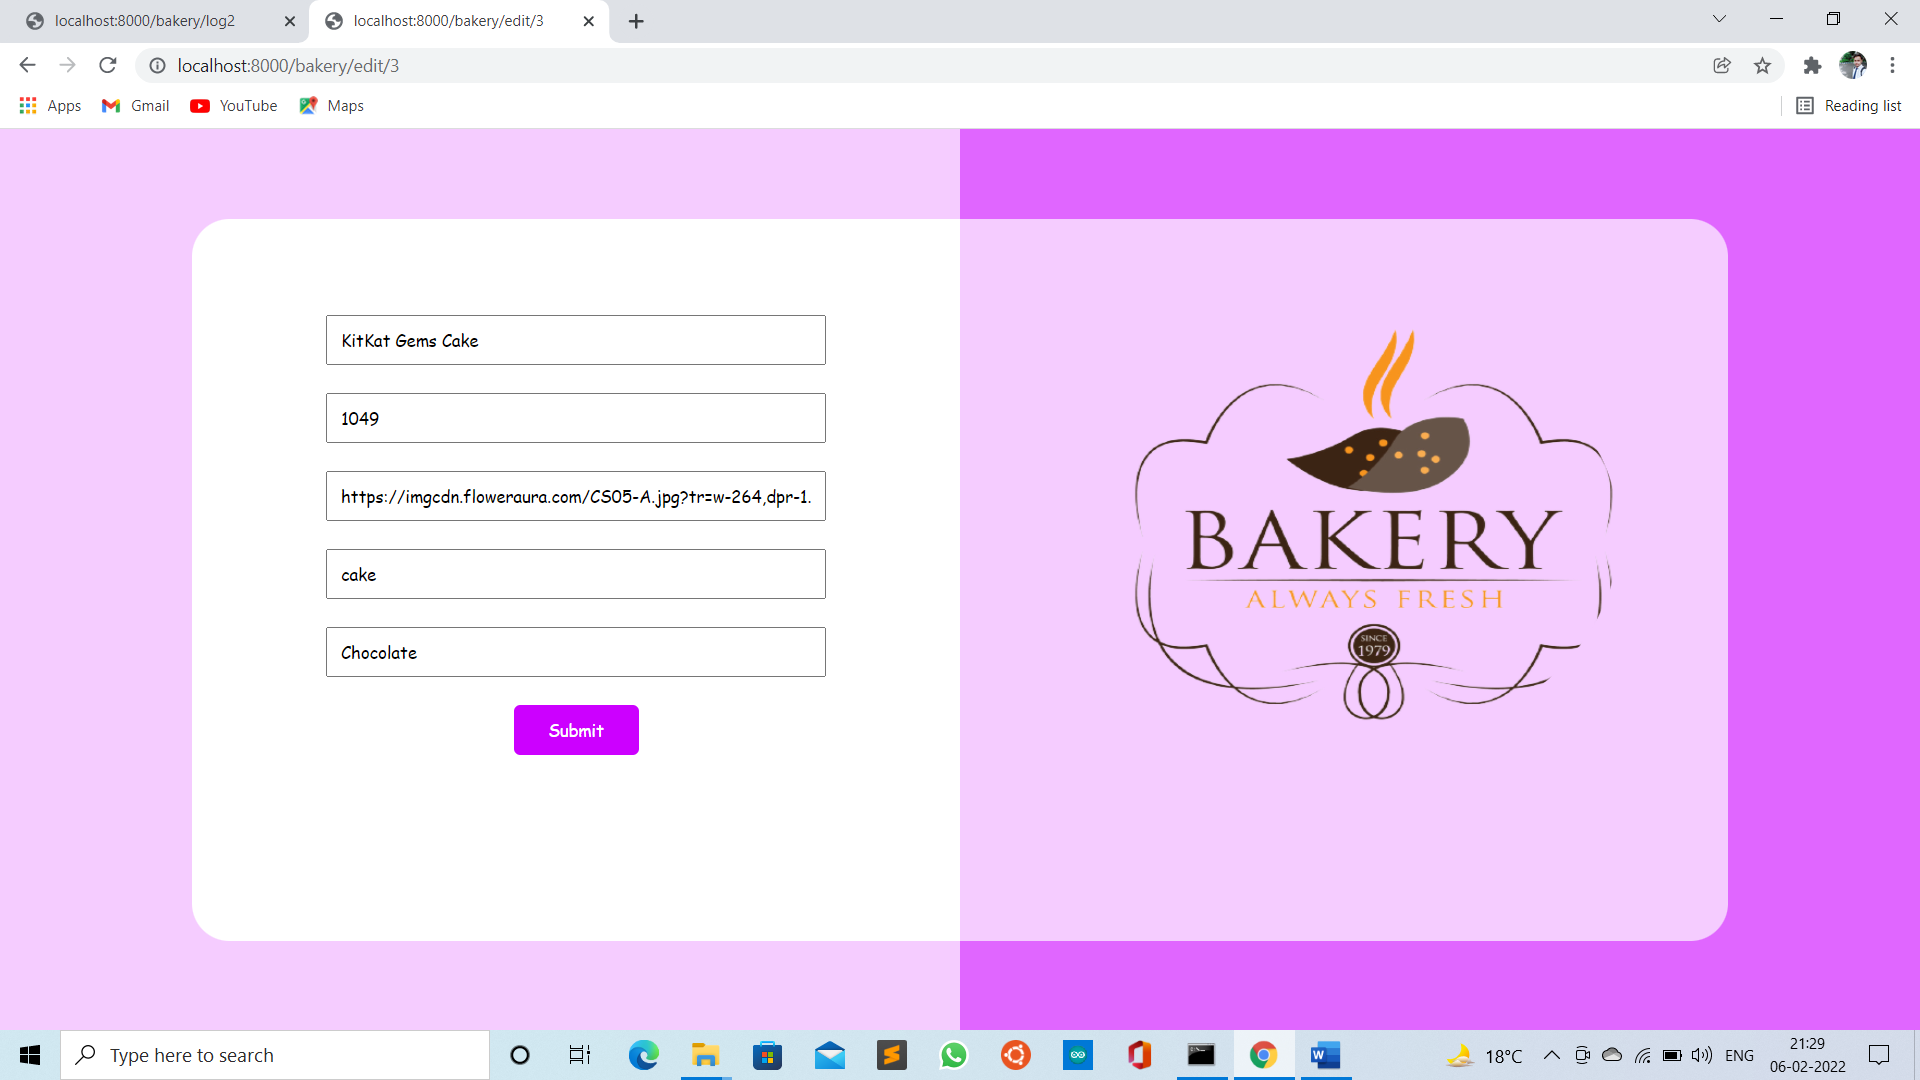 localhost:8000/bakery/log2
localhost:8000/bakery/edit/3
localhost:8000/bakery/edit/3
Apps
Gmail
YouTube
Maps
Reading list
KitKat Gems Cake
1049
https://imgcdn.floweraura.com/CS05-A.jpg?tr=w-264,dpr-1.
cake
Chocolate
Submit
BAKERY
ALWAYS FRESH
SINCE
1979
Type here to search
18°C
ENG
21:29
06-02-2022